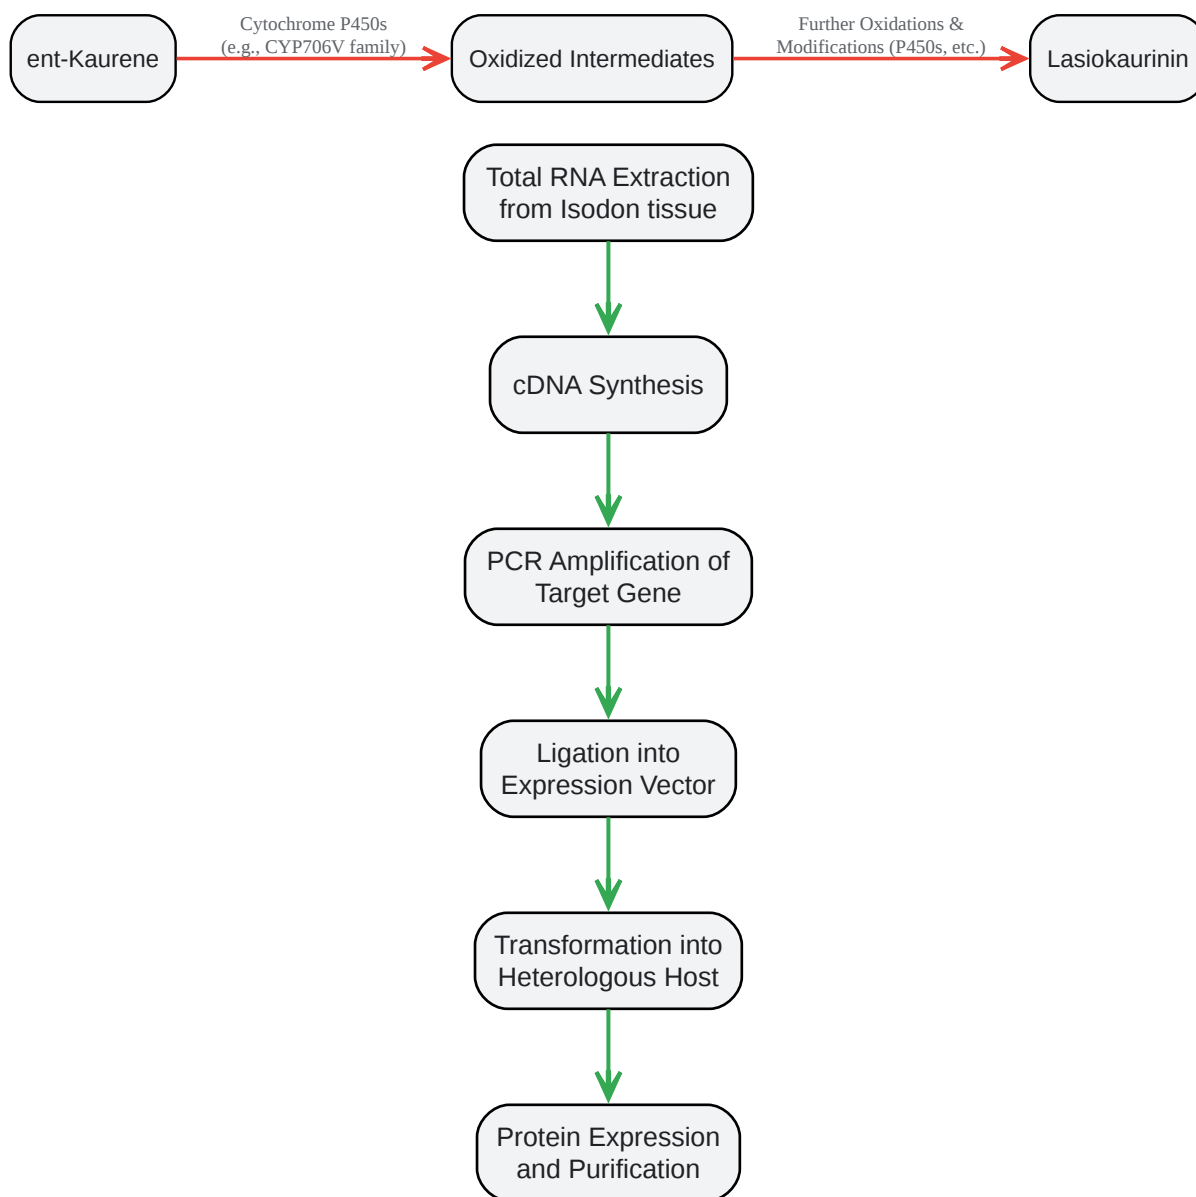 ent-Kaurene
Cytochrome P450s
(e.g., CYP706V family)
Oxidized Intermediates
Further Oxidations &
Modifications (P450s, etc.)
Lasiokaurinin
Total RNA Extraction
from Isodon tissue
cDNA Synthesis
PCR Amplification of
Target Gene
Ligation into
Expression Vector
Transformation into
Heterologous Host
Protein Expression
and Purification